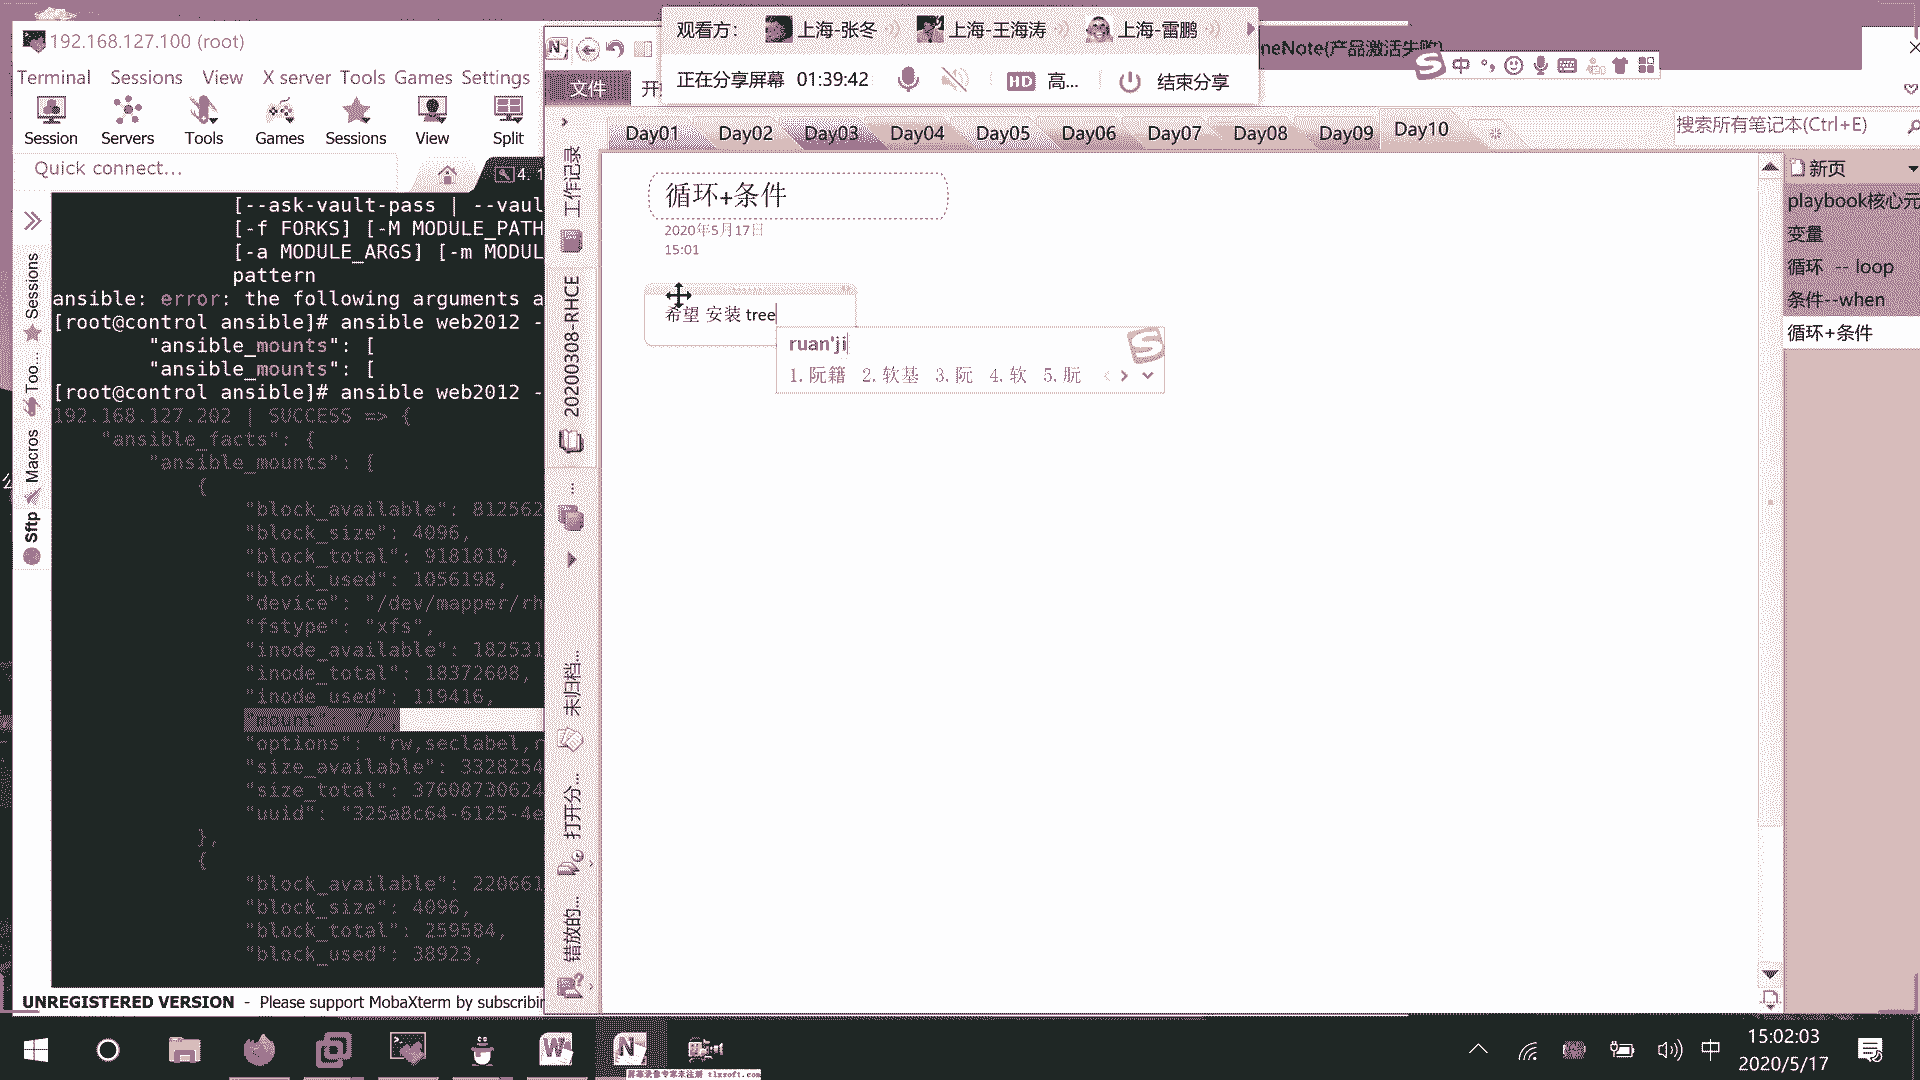 192.168.127.100 (root)
Terminal Sessions View X server Tools Games Settings
Session Servers Tools Games Sessions View Split
Quick connect...
4. 1
[--ask-vault-pass | --vaul
[-f FORKS] [-M MODULE_PATH
[-a MODULE_ARGS] [-m MODUL
pattern
ansible: error: the following arguments a
[root@control ansible]# ansible web2012 -
"ansible_mounts": [
"ansible_mounts": [
[root@control ansible]# ansible web2012 -
192.168.127.202 | SUCCESS => {
"ansible_facts": {
"ansible_mounts": [
{
"block_available": 812562
"block_size": 4096,
"block_total": 9181819,
"block_used": 1056198,
"device": "/dev/mapper/rh
"fstype": "xfs",
"inode_available": 182531
"inode_total": 18372608,
"inode_used": 119416,
"mount": "/",
"options": "rw,seclabel,r
"size_available": 3328254
"size_total": 37608730624
"uuid": "325a8c64-6125-4e
},
{
"block_available": 220661
"block_size": 4096,
"block_total": 259584,
"block_used": 38923,
Sessions
Too...
Macros
Sftp
UNREGISTERED VERSION - Please support MobaXterm by subscribin
观看方: 上海-张冬 上海-王海涛 上海-雷鹏
正在分享屏幕 01:39:42 HD 高... 结束分享
neNote(产品激活失败)
中
文件 开
Day01 Day02 Day03 Day04 Day05 Day06 Day07 Day08 Day09 Day10
搜索所有笔记本(Ctrl+E)
工作记录
20200308-RHCE
...
未归档...
打开分...
错放的...
循环+条件
2020年5月17日
15:01
希望 安装 tree
ruan'ji
1.阮籍 2.软基 3.阮 4.软 5.朊
新页
playbook核心元
变量
循环 -- loop
条件--when
循环+条件
中
15:02:03
2020/5/17
屏幕录像专家未注册 tlxsoft.com